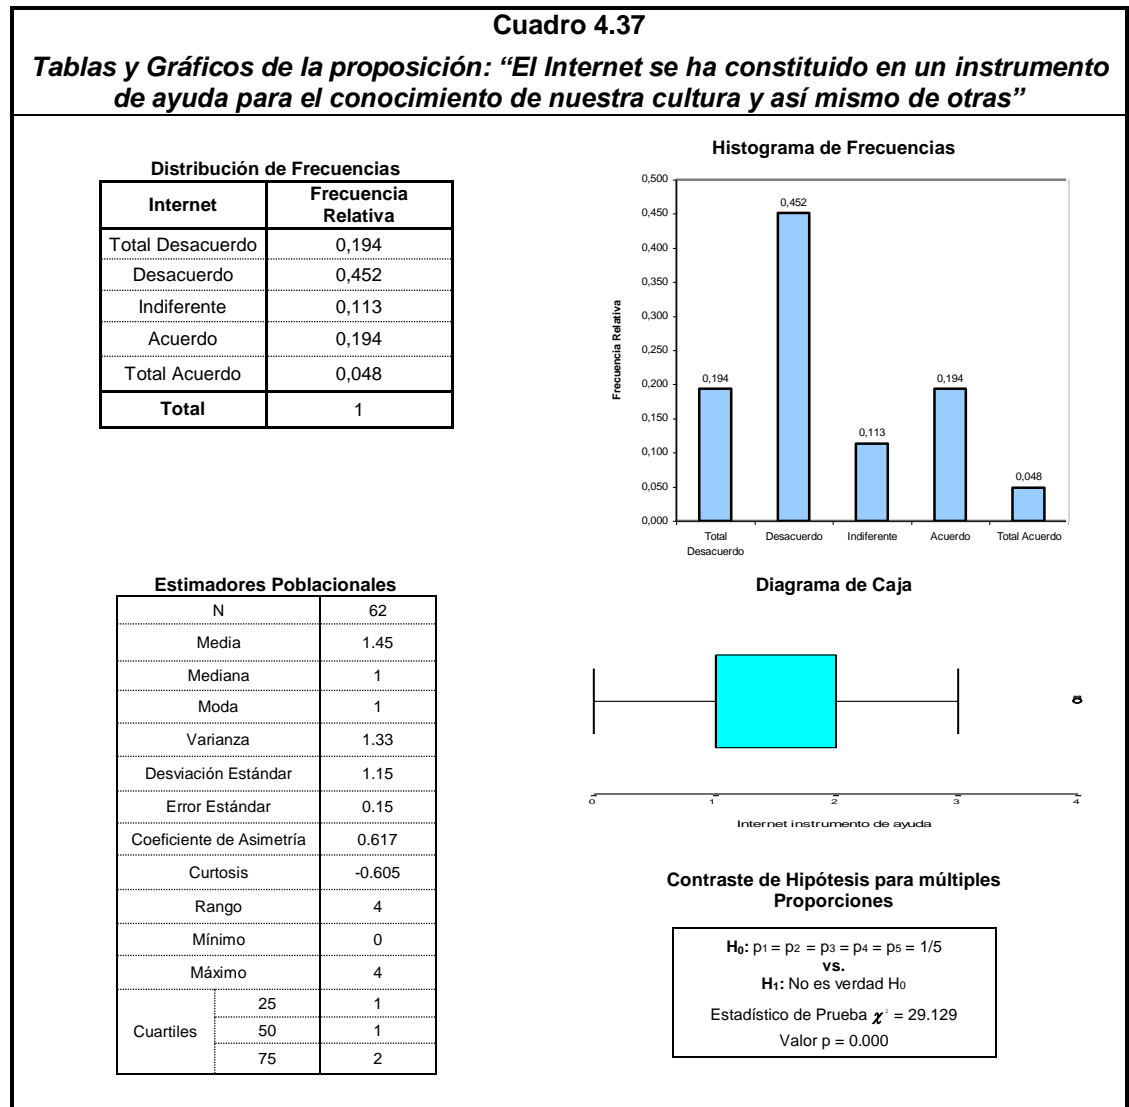 Cuadro 4.37
Tablas y Gráficos de la proposición: “El Internet se ha constituido en un instrumento
de ayuda para el conocimiento de nuestra cultura y así mismo de otras”
Distribución de Frecuencias
Internet Frecuencia Relativa
Total Desacuerdo 0,194
Desacuerdo 0,452
Indiferente 0,113
Acuerdo 0,194
Total Acuerdo 0,048
Total 1
Histograma de Frecuencias
Frecuencia Relativa
0,500
0,450
0,400
0,350
0,300
0,250
0,200
0,150
0,100
0,050
0,000
0,194
0,452
0,113
0,194
0,048
Total Desacuerdo
Desacuerdo
Indiferente
Acuerdo
Total Acuerdo
Estimadores Poblacionales
N 62
Media 1.45
Mediana 1
Moda 1
Varianza 1.33
Desviación Estándar 1.15
Error Estándar 0.15
Coeficiente de Asimetría 0.617
Curtosis -0.605
Rango 4
Mínimo 0
Máximo 4
Cuartiles
25 1
50 1
75 2
Diagrama de Caja
0 1 2 3 4
Internet instrumento de ayuda
Contraste de Hipótesis para múltiples
Proporciones
H0: p1 = p2 = p3 = p4 = p5 = 1/5
vs.
H1: No es verdad H0
Estadístico de Prueba χ² = 29.129
Valor p = 0.000